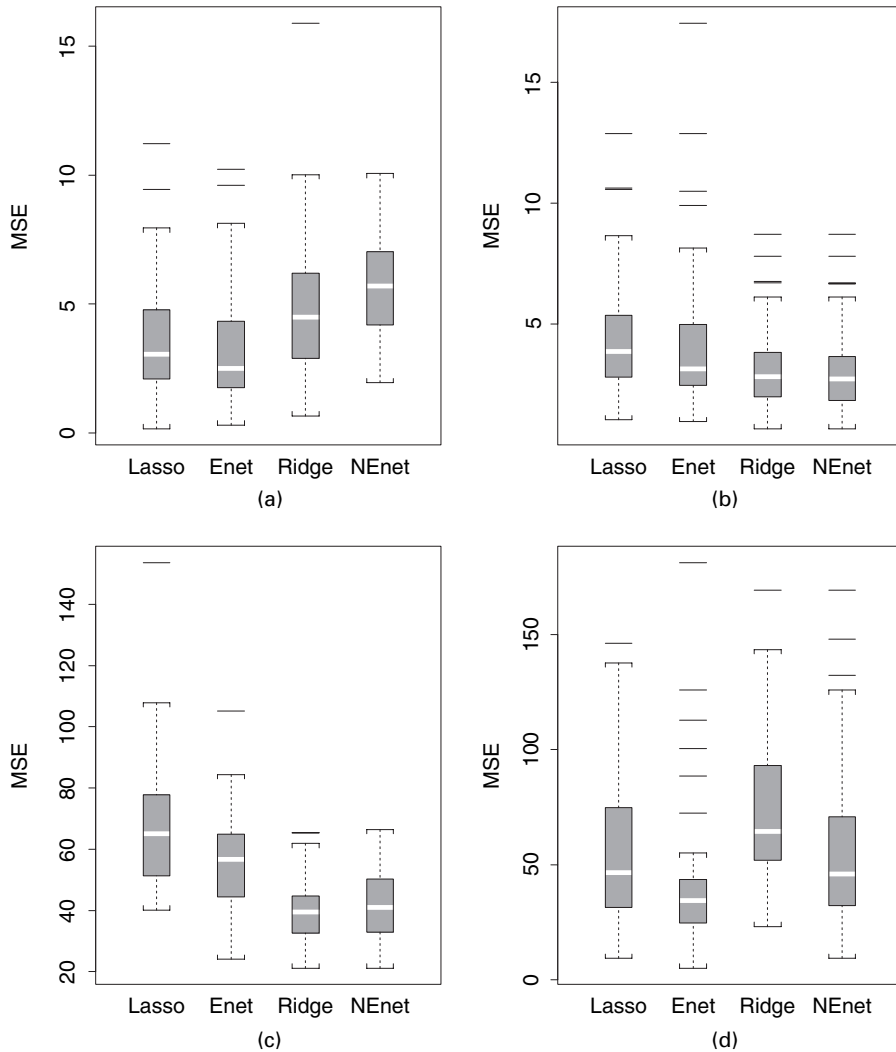 15
10
5
0
MSE
Lasso Enet Ridge NEnet
(a)
15
10
5
MSE
Lasso Enet Ridge NEnet
(b)
140
120
100
80
60
40
20
MSE
Lasso Enet Ridge NEnet
(c)
150
100
50
0
MSE
Lasso Enet Ridge NEnet
(d)